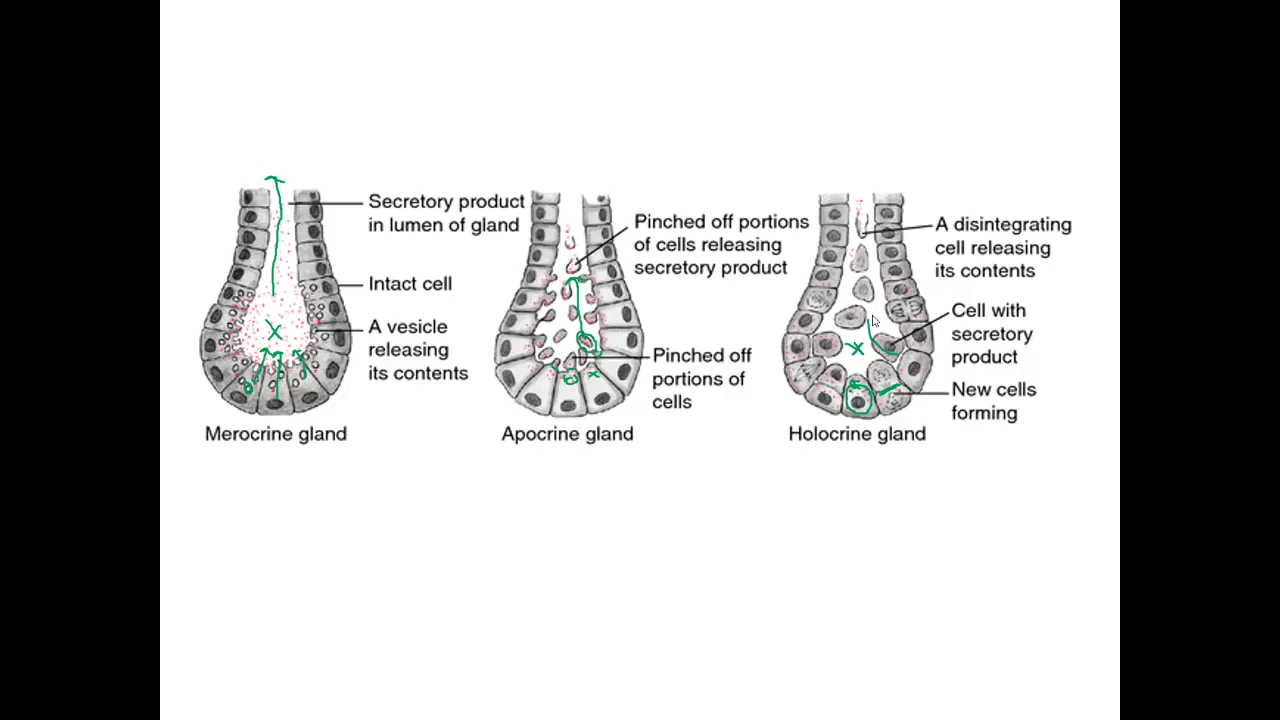 Secretory product
in lumen of gland
Intact cell
A vesicle
releasing
its contents
Merocrine gland
Pinched off portions
of cells releasing
secretory product
Pinched off
portions of
cells
Apocrine gland
A disintegrating
cell releasing
its contents
Cell with
secretory
product
New cells
forming
Holocrine gland